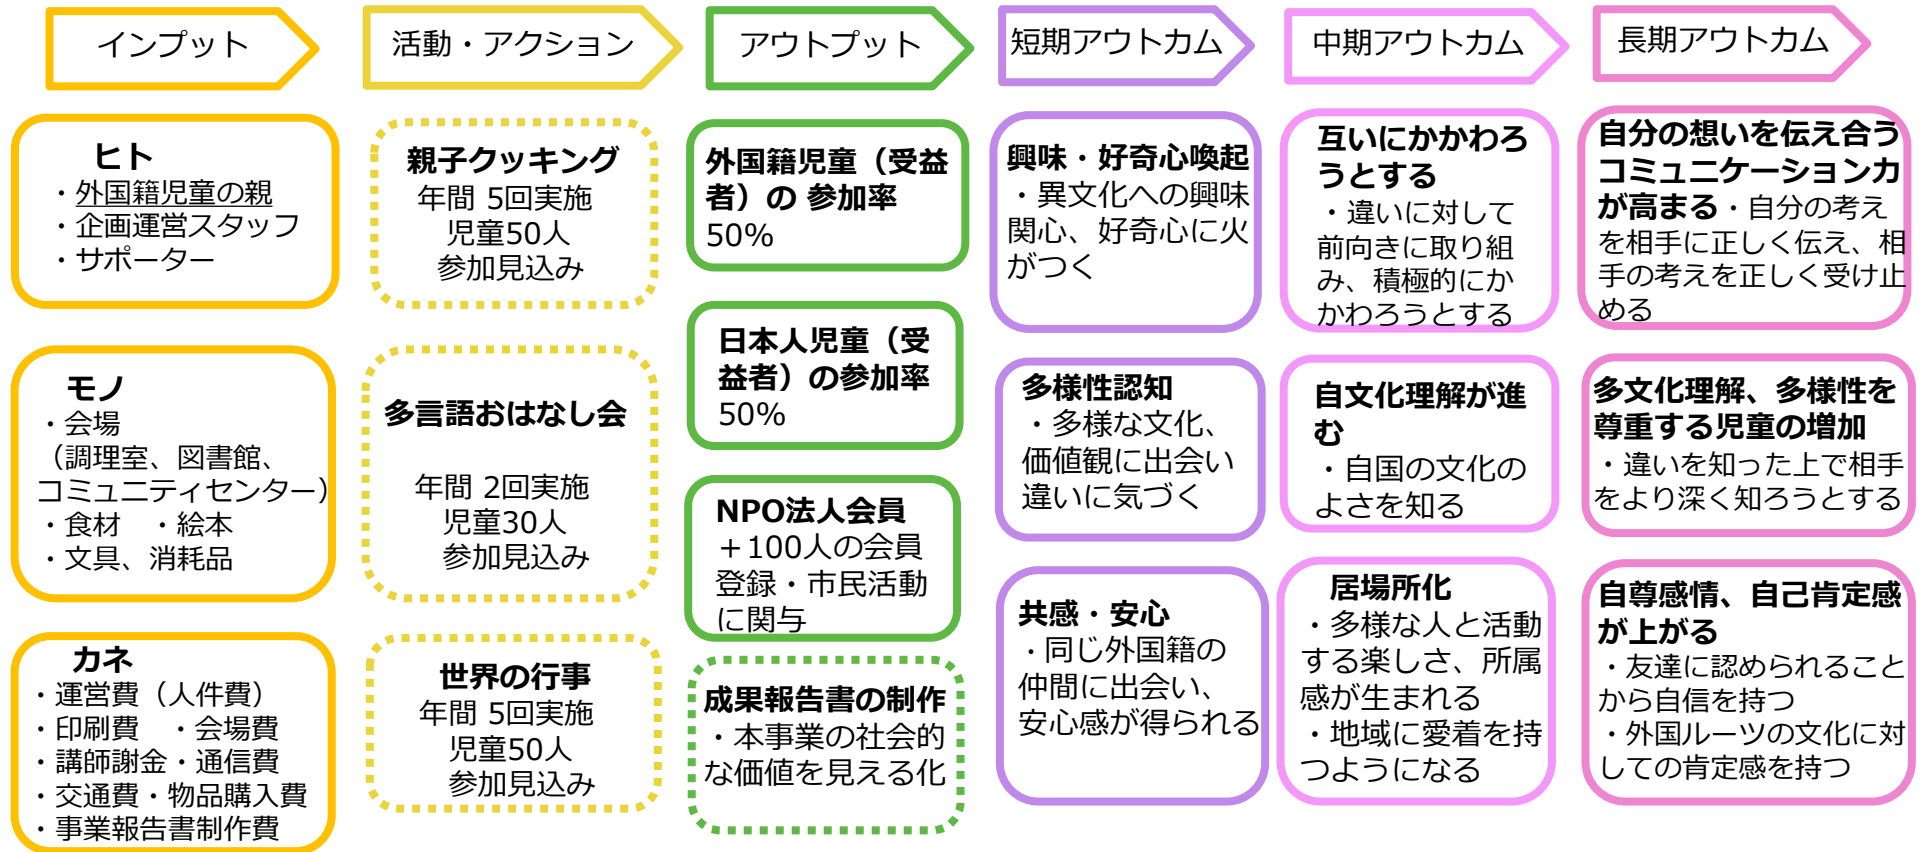 インプット
活動・アクション
アウトプット
短期アウトカム
中期アウトカム
長期アウトカム
ヒト
・外国籍児童の親
・企画運営スタッフ
・サポーター
モノ
・会場
（調理室、図書館、
コミュニティセンター）
・食材　・絵本
・文具、消耗品
カネ
・運営費（人件費）
・印刷費　・会場費
・講師謝金・通信費
・交通費・物品購入費
・事業報告書制作費
親子クッキング
年間 5回実施
児童50人
参加見込み
多言語おはなし会
年間 2回実施
児童30人
参加見込み
世界の行事
年間 5回実施
児童50人
参加見込み
外国籍児童（受益
者）の 参加率
50%
日本人児童（受
益者）の参加率
50%
NPO法人会員
＋100人の会員
登録・市民活動
に関与
成果報告書の制作
・本事業の社会的
な価値を見える化
興味・好奇心喚起
・異文化への興味
関心、好奇心に火
がつく
多様性認知
・多様な文化、
価値観に出会い
違いに気づく
共感・安心
・同じ外国籍の
仲間に出会い、
安心感が得られる
互いにかかわろ
うとする
・違いに対して
前向きに取り組
み、積極的にか
かわろうとする
自文化理解が進
む
・自国の文化の
よさを知る
居場所化
・多様な人と活動
する楽しさ、所属
感が生まれる
・地域に愛着を持
つようになる
自分の想いを伝え合う
コミュニケーション力
が高まる・自分の考え
を相手に正しく伝え、相
手の考えを正しく受け止
める
多文化理解、多様性を
尊重する児童の増加
・違いを知った上で相手
をより深く知ろうとする
自尊感情、自己肯定感
が上がる
・友達に認められること
から自信を持つ
・外国ルーツの文化に対
しての肯定感を持つ